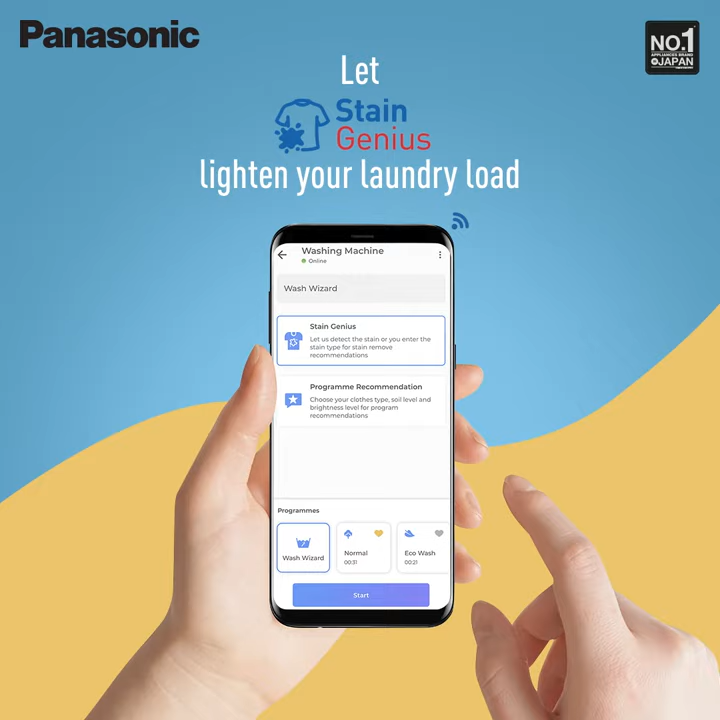 Panasonic
NO.1
APPLIANCES BRAND
IN JAPAN
Let
Stain
Genius
lighten your laundry load
Washing Machine
Online
Wash Wizard
Stain Genius
Let us detect the stain or you enter the
stain type for stain remove
recommendations
Programme Recommendation
Choose your clothes type, soil level and
brightness level for program
recommendations
Programmes
Wash Wizard
Normal
00:31
Eco Wash
00:21
Start